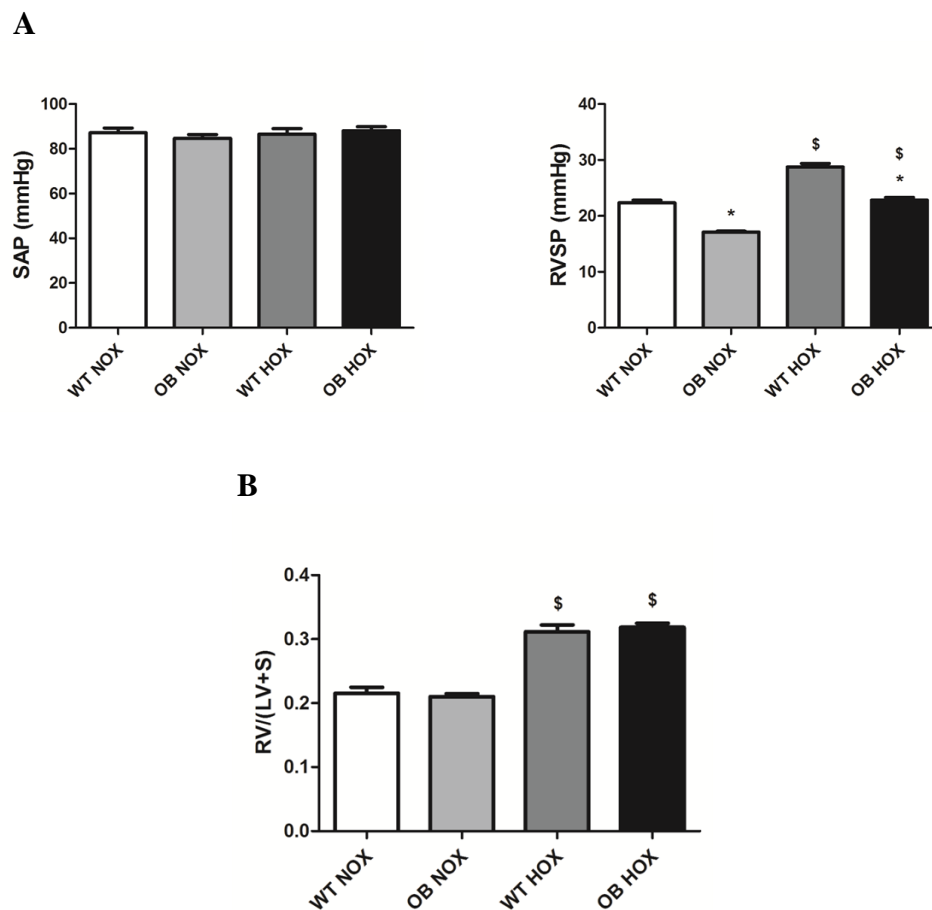 A
SAP (mmHg)
100
80
60
40
20
0
WT NOX
OB NOX
WT HOX
OB HOX
RVSP (mmHg)
40
30
20
10
0
*
$
$
*
WT NOX
OB NOX
WT HOX
OB HOX
B
RV/(LV+S)
0.4
0.3
0.2
0.1
0.0
$
$
WT NOX
OB NOX
WT HOX
OB HOX